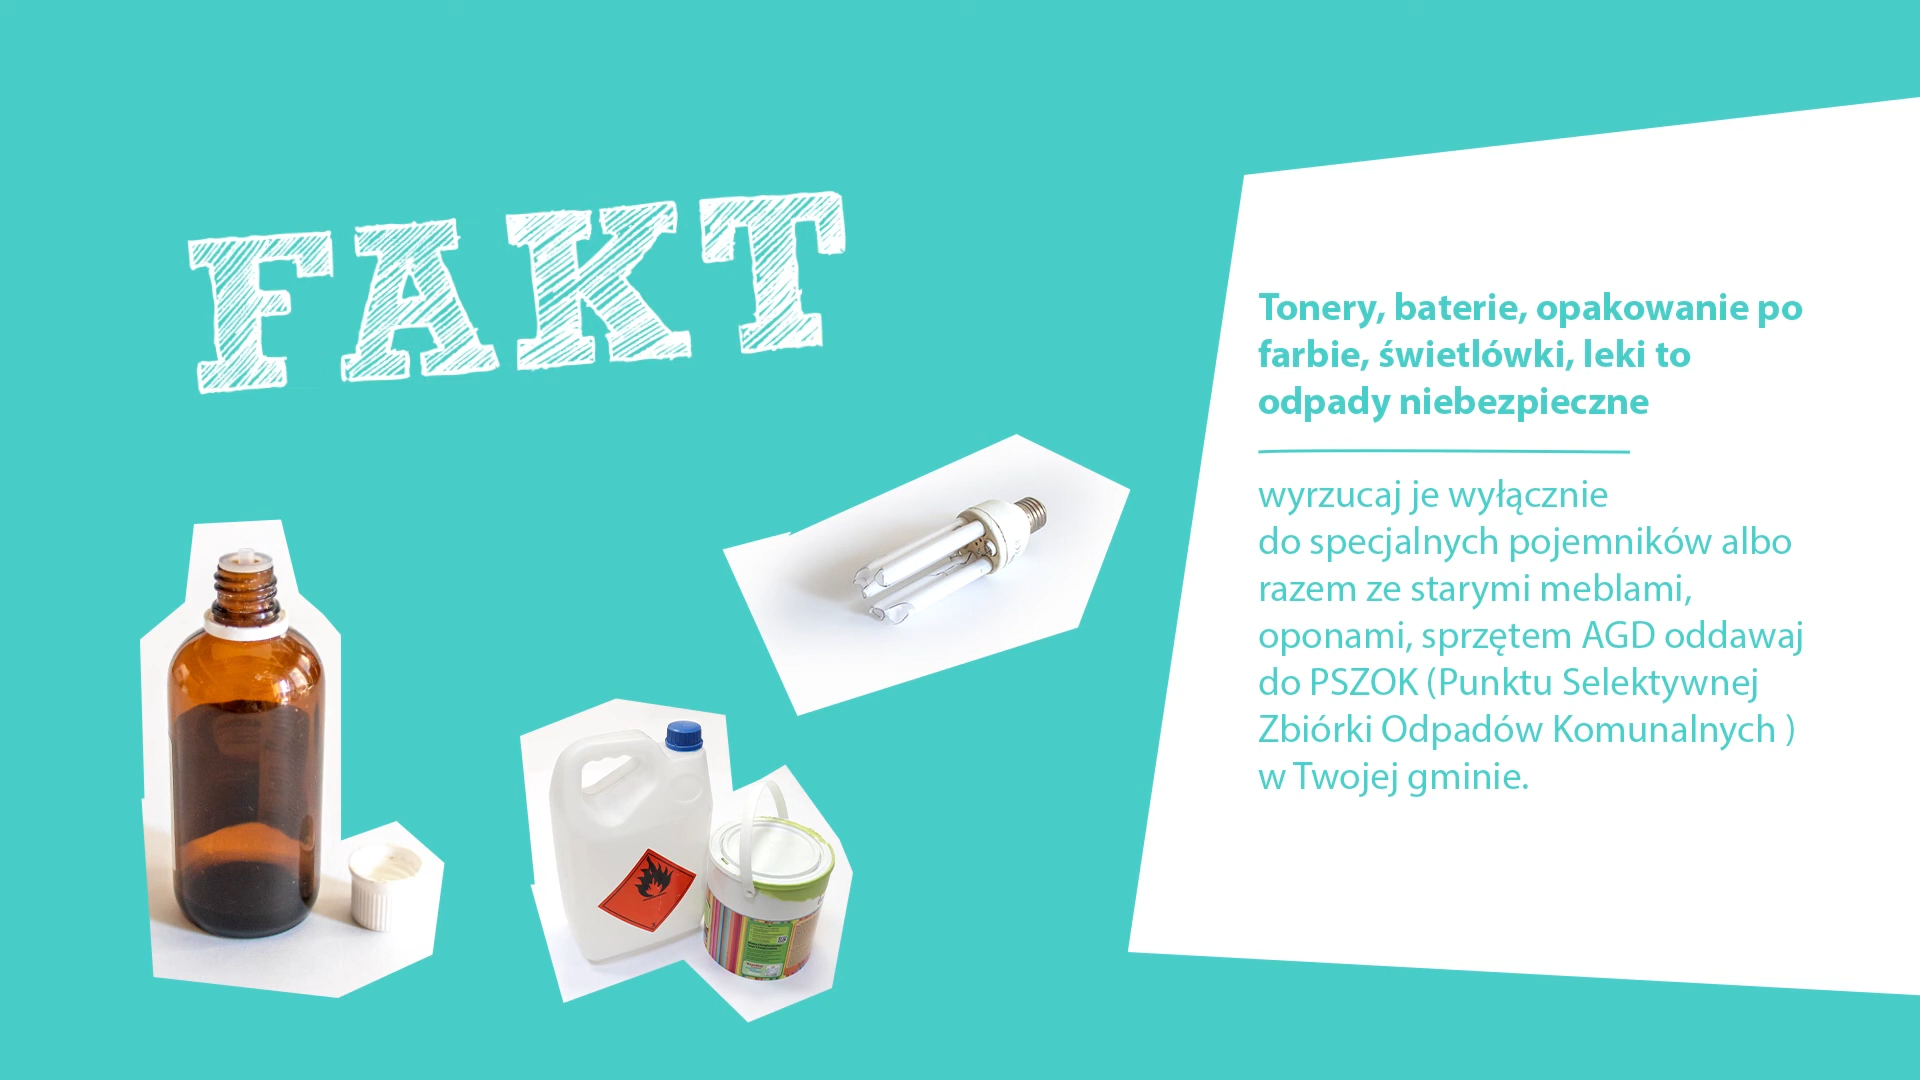 FAKT
Tonery, baterie, opakowanie po
farbie, świetlówki, leki to
odpady niebezpieczne
wyrzucaj je wyłącznie
do specjalnych pojemników albo
razem ze starymi meblami,
oponami, sprzętem AGD oddawaj
do PSZOK (Punktu Selektywnej
Zbiórki Odpadów Komunalnych )
w Twojej gminie.